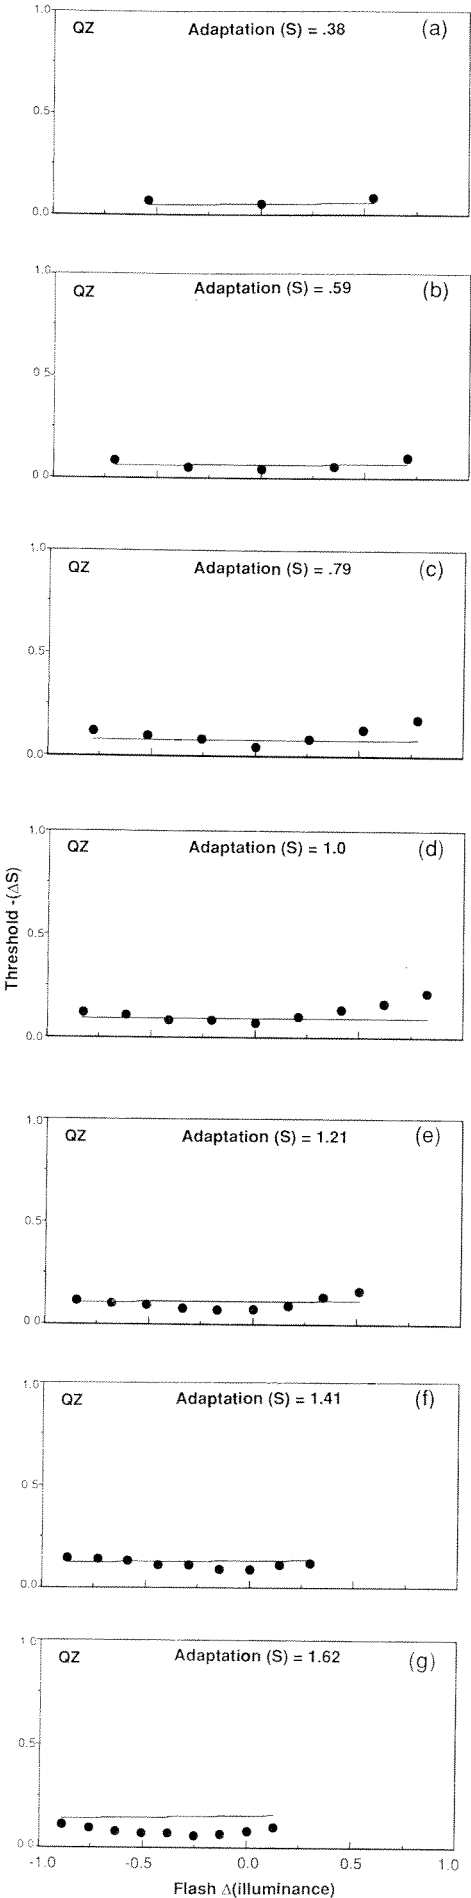 1.0
QZ Adaptation (S) = .38 (a)
0.5
0.0
1.0
QZ Adaptation (S) = .59 (b)
0.5
0.0
1.0
QZ Adaptation (S) = .79 (c)
0.5
0.0
1.0
QZ Adaptation (S) = 1.0 (d)
0.5
Threshold -(ΔS)
0.0
1.0
QZ Adaptation (S) = 1.21 (e)
0.5
0.0
1.0
QZ Adaptation (S) = 1.41 (f)
0.5
0.0
1.0
QZ Adaptation (S) = 1.62 (g)
0.5
0.0
-1.0 -0.5 0.0 0.5 1.0
Flash Δ(illuminance)